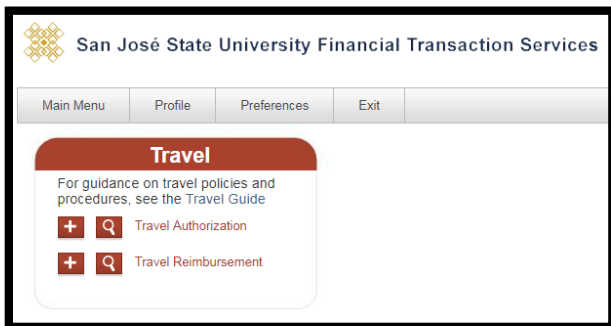 San José State University Financial Transaction Services
Main Menu Profile Preferences Exit
Travel
For guidance on travel policies and
procedures, see the Travel Guide
Travel Authorization
Travel Reimbursement